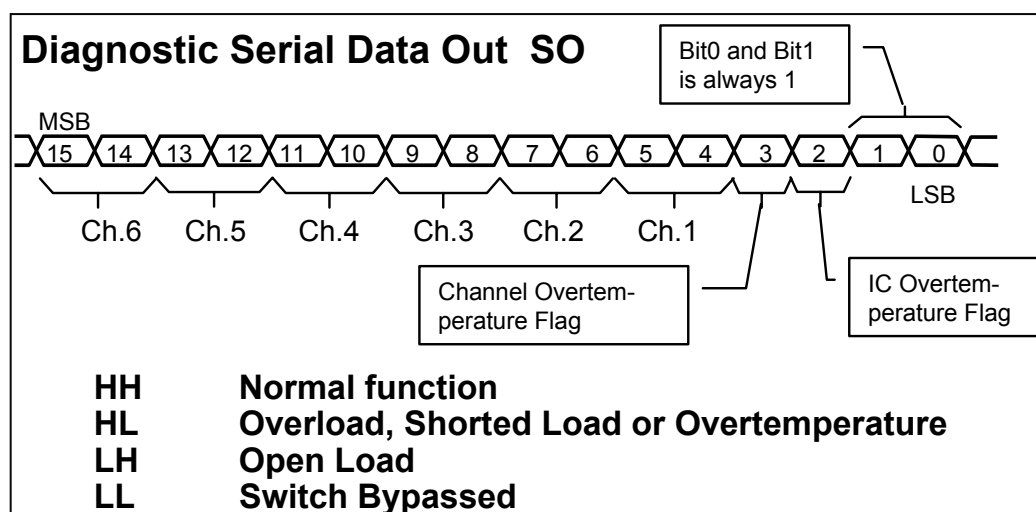 Diagnostic Serial Data Out SO
Bit0 and Bit1
is always 1
MSB
15 14 13 12 11 10 9 8 7 6 5 4 3 2 1 0
LSB
Ch.6 Ch.5 Ch.4 Ch.3 Ch.2 Ch.1
Channel Overtem-
perature Flag
IC Overtem-
perature Flag
HH Normal function
HL Overload, Shorted Load or Overtemperature
LH Open Load
LL Switch Bypassed